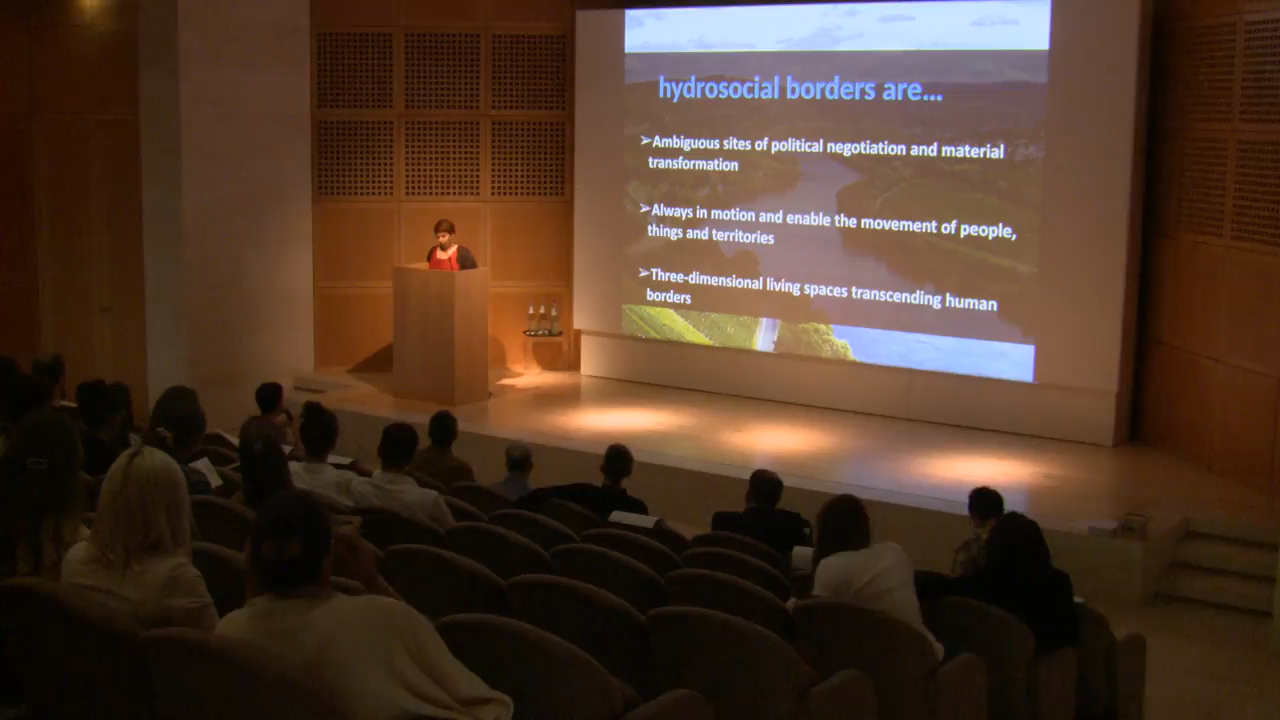 hydrosocial borders are...
➢Ambiguous sites of political negotiation and material
transformation
➢Always in motion and enable the movement of people,
things and territories
➢Three-dimensional living spaces transcending human
borders